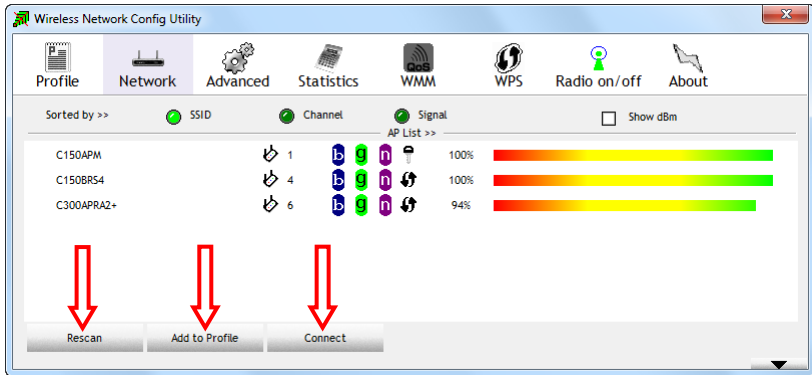 Wireless Network Config Utility
Profile Network Advanced Statistics QoS WMM WPS Radio on/off About
Sorted by >> SSID Channel Signal Show dBm
AP List >>
C150APM 1 b g n 100%
C150BRS4 4 b g n 100%
C300APRA2+ 6 b g n 94%
Rescan Add to Profile Connect